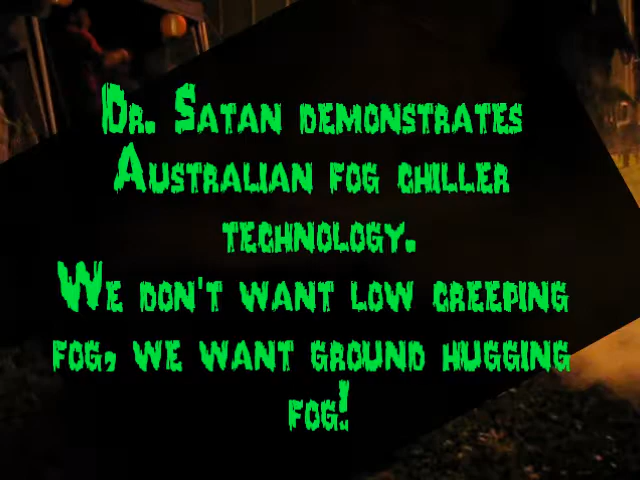 Dr. Satan demonstrates
Australian fog chiller
technology.
We don't want low creeping
fog, we want ground hugging
fog!